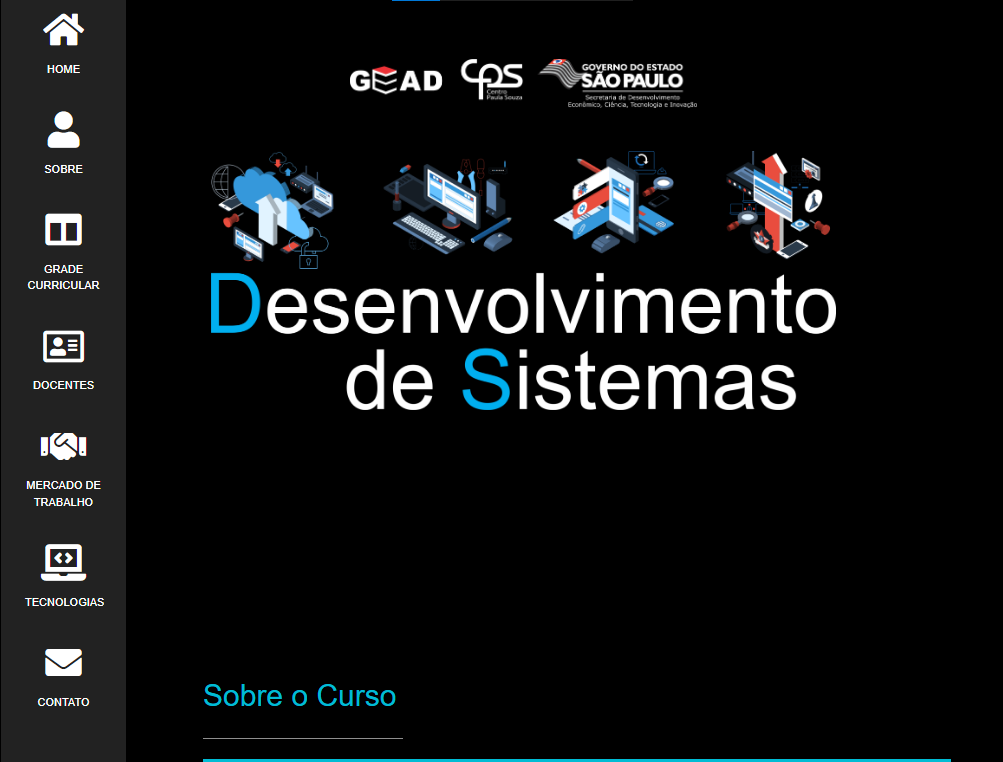 HOME
SOBRE
GRADE
CURRICULAR
DOCENTES
MERCADO DE
TRABALHO
TECNOLOGIAS
CONTATO
GEAD
CPS
Centro
Paula Souza
GOVERNO DO ESTADO
SÃO PAULO
Secretaria de Desenvolvimento
Econômico, Ciência, Tecnologia e Inovação
Desenvolvimento
de Sistemas
Sobre o Curso